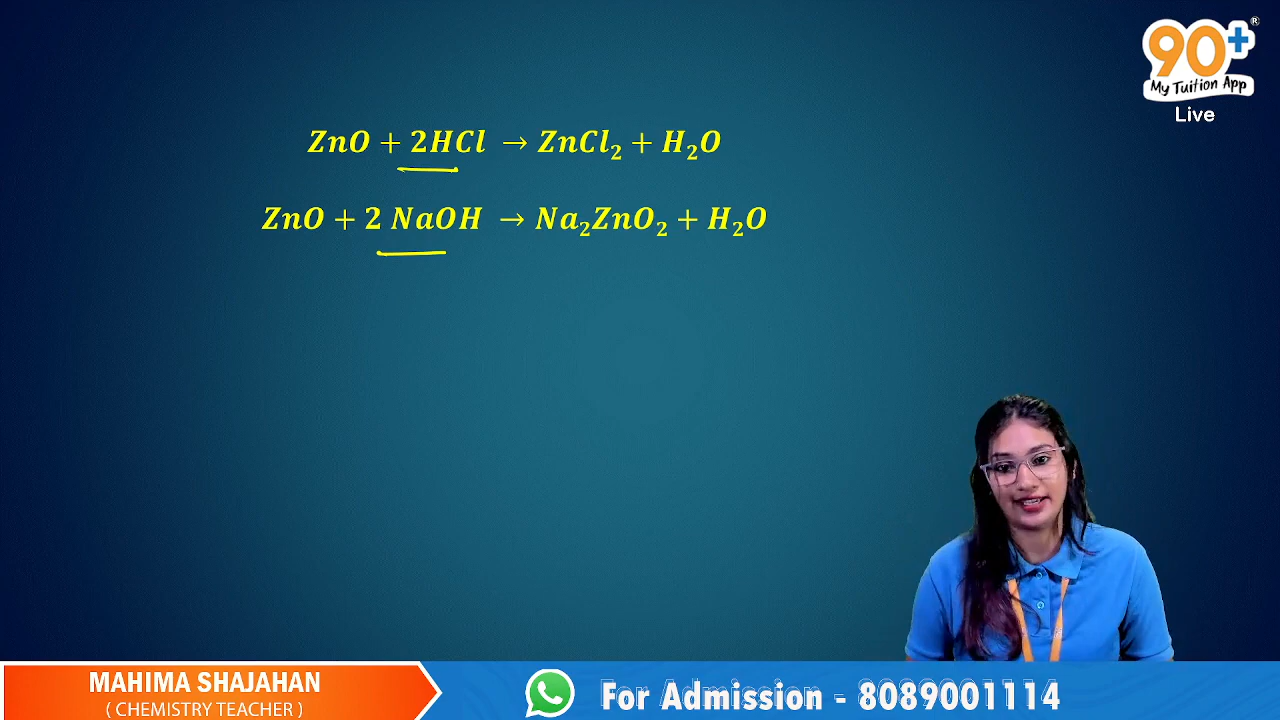 90+
®
My Tuition App
Live
ZnO + 2HCl → ZnCl₂ + H₂O
ZnO + 2 NaOH → Na₂ZnO₂ + H₂O
MAHIMA SHAJAHAN
( CHEMISTRY TEACHER )
For Admission - 8089001114